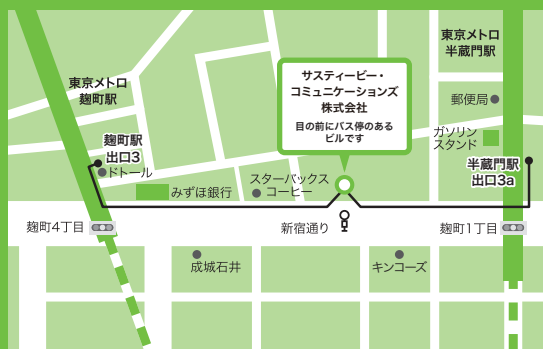 東京メトロ
麹町駅
麹町駅
出口3
ドトール
みずほ銀行
スターバックス
コーヒー
サスティービー・
コミュニケーションズ
株式会社
目の前にバス停のある
ビルです
東京メトロ
半蔵門駅
郵便局
ガソリン
スタンド
半蔵門駅
出口3a
麹町4丁目
新宿通り
麹町1丁目
成城石井
キンコーズ